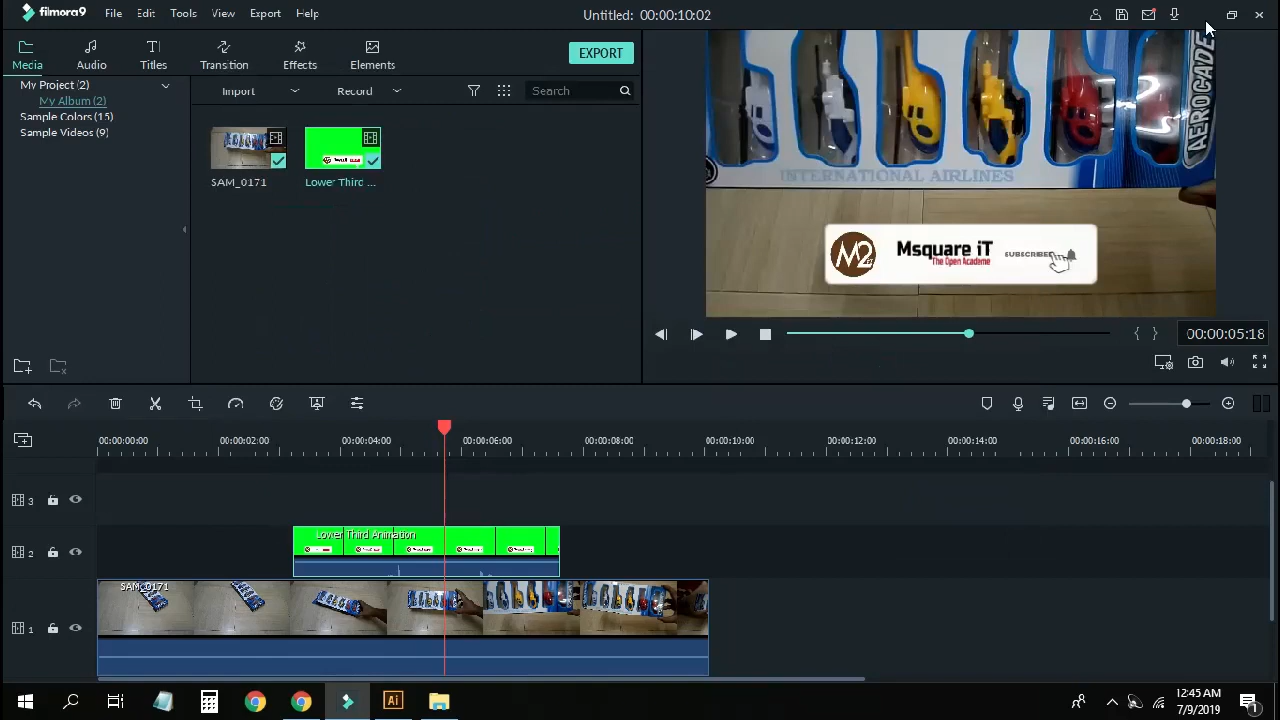 filmora9 File Edit Tools View Export Help Untitled: 00:00:10:02
Media Audio Titles Transition Effects Elements EXPORT
My Project (2)
My Album (2)
Sample Colors (15)
Sample Videos (9)
Import Record Search
SAM_0171 Lower Third ...
AEROCADE
INTERNATIONAL AIRLINES
M2
Msquare iT
The Open Academe
SUBSCRIBED
00:00:05:18
00:00:00:00 00:00:02:00 00:00:04:00 00:00:06:00 00:00:08:00 00:00:10:00 00:00:12:00 00:00:14:00 00:00:16:00 00:00:18:00
3
2
Lower Third Animation
1
SAM_0171
Ai
12:45 AM
7/9/2019
1